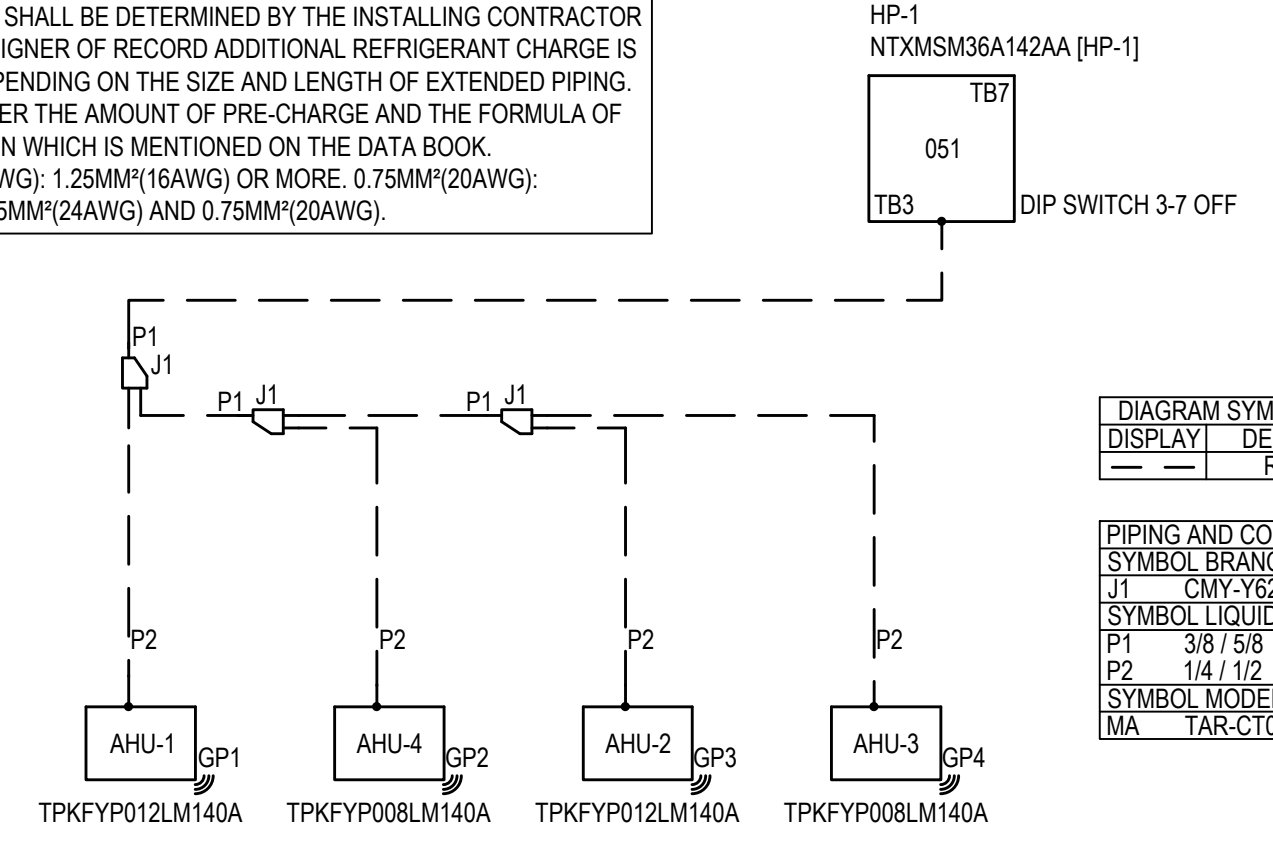 SHALL BE DETERMINED BY THE INSTALLING CONTRACTOR
IGNER OF RECORD ADDITIONAL REFRIGERANT CHARGE IS
PENDING ON THE SIZE AND LENGTH OF EXTENDED PIPING.
ER THE AMOUNT OF PRE-CHARGE AND THE FORMULA OF
N WHICH IS MENTIONED ON THE DATA BOOK.
WG): 1.25MM²(16AWG) OR MORE. 0.75MM²(20AWG):
5MM²(24AWG) AND 0.75MM²(20AWG).
HP-1
NTXMSM36A142AA [HP-1]
TB7
051
TB3
DIP SWITCH 3-7 OFF
P1
J1
P1 J1
P1 J1
P2
P2
P2
P2
AHU-1
GP1
TPKFYP012LM140A
AHU-4
GP2
TPKFYP008LM140A
AHU-2
GP3
TPKFYP012LM140A
AHU-3
GP4
TPKFYP008LM140A
DIAGRAM SYM
DISPLAY DE
R
PIPING AND CO
SYMBOL BRANC
J1 CMY-Y62
SYMBOL LIQUID
P1 3/8 / 5/8
P2 1/4 / 1/2
SYMBOL MODEL
MA TAR-CT0